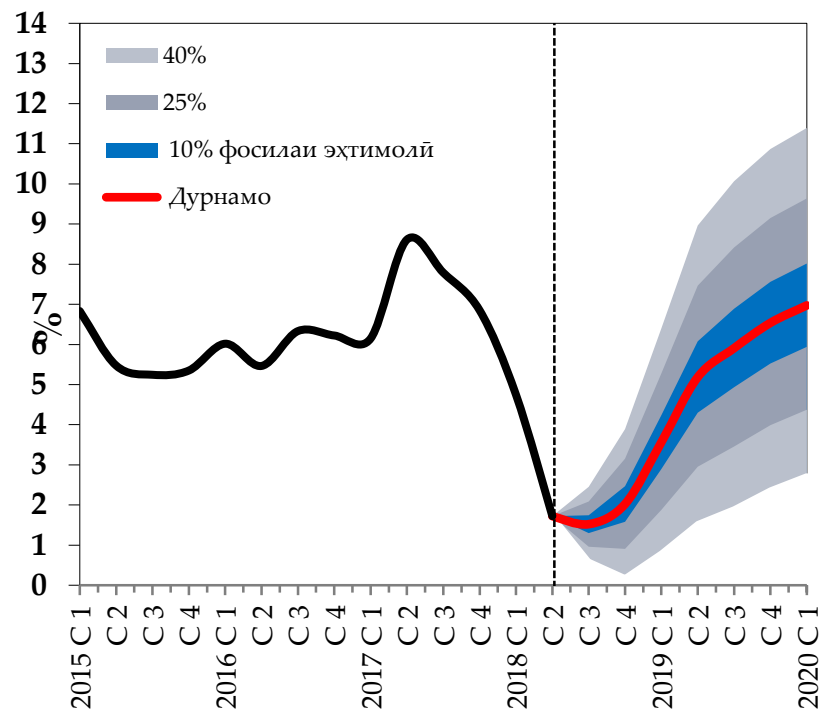 14
13
12
11
10
9
8
7
6
5
4
3
2
1
0
%
40%
25%
10% фосилаи эҳтимолӣ
Дурнамо
2015 С 1
С 2
С 3
С 4
2016 С 1
С 2
С 3
С 4
2017 С 1
С 2
С 3
С 4
2018 С 1
С 2
С 3
С 4
2019 С 1
С 2
С 3
С 4
2020 С 1